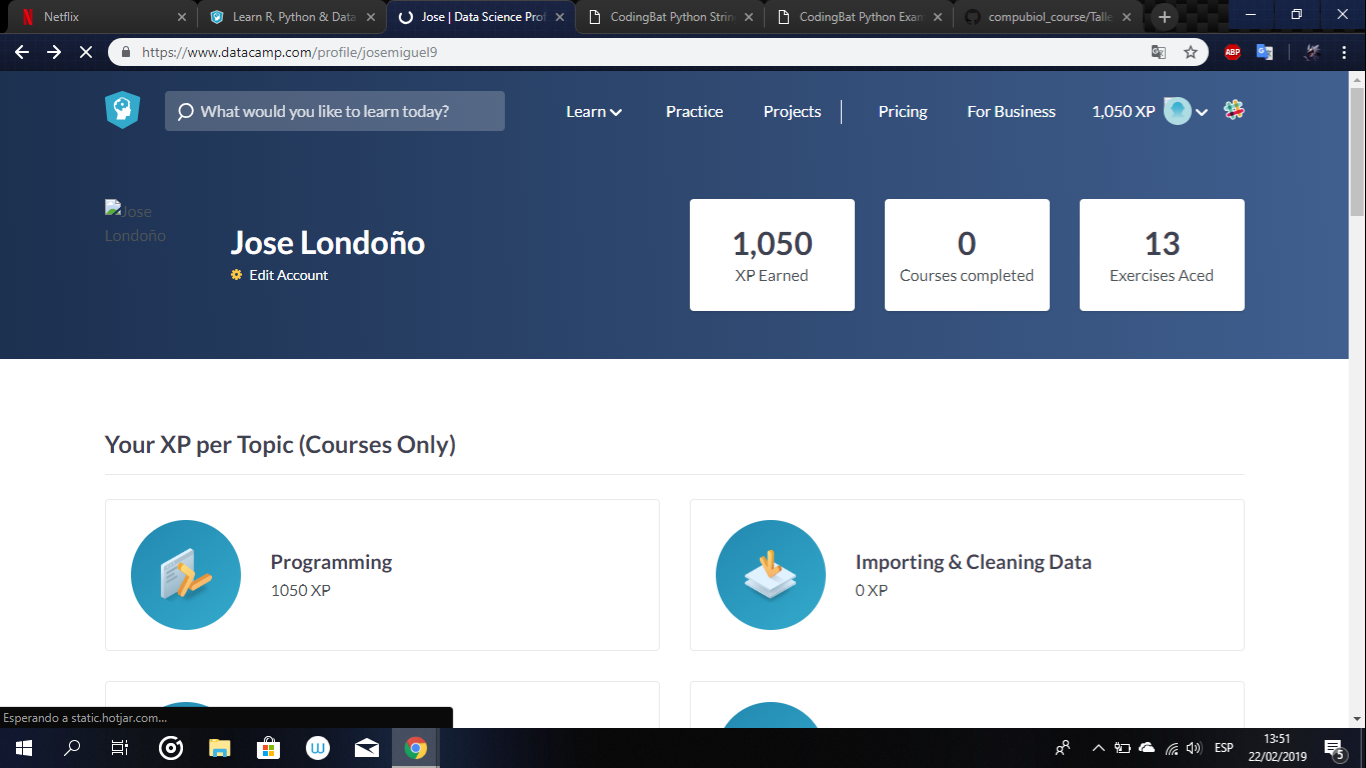 Netflix
Learn R, Python & Data
Jose | Data Science Prof
CodingBat Python Strin
CodingBat Python Exam
compubiol_course/Talle
https://www.datacamp.com/profile/josemiguel9
ABP
What would you like to learn today?
Learn
Practice
Projects
Pricing
For Business
1,050 XP
Jose
Londoño
Jose Londoño
Edit Account
1,050
XP Earned
0
Courses completed
13
Exercises Aced
Your XP per Topic (Courses Only)
Programming
1050 XP
Importing & Cleaning Data
0 XP
Esperando a static.hotjar.com...
ESP
13:51
22/02/2019
5